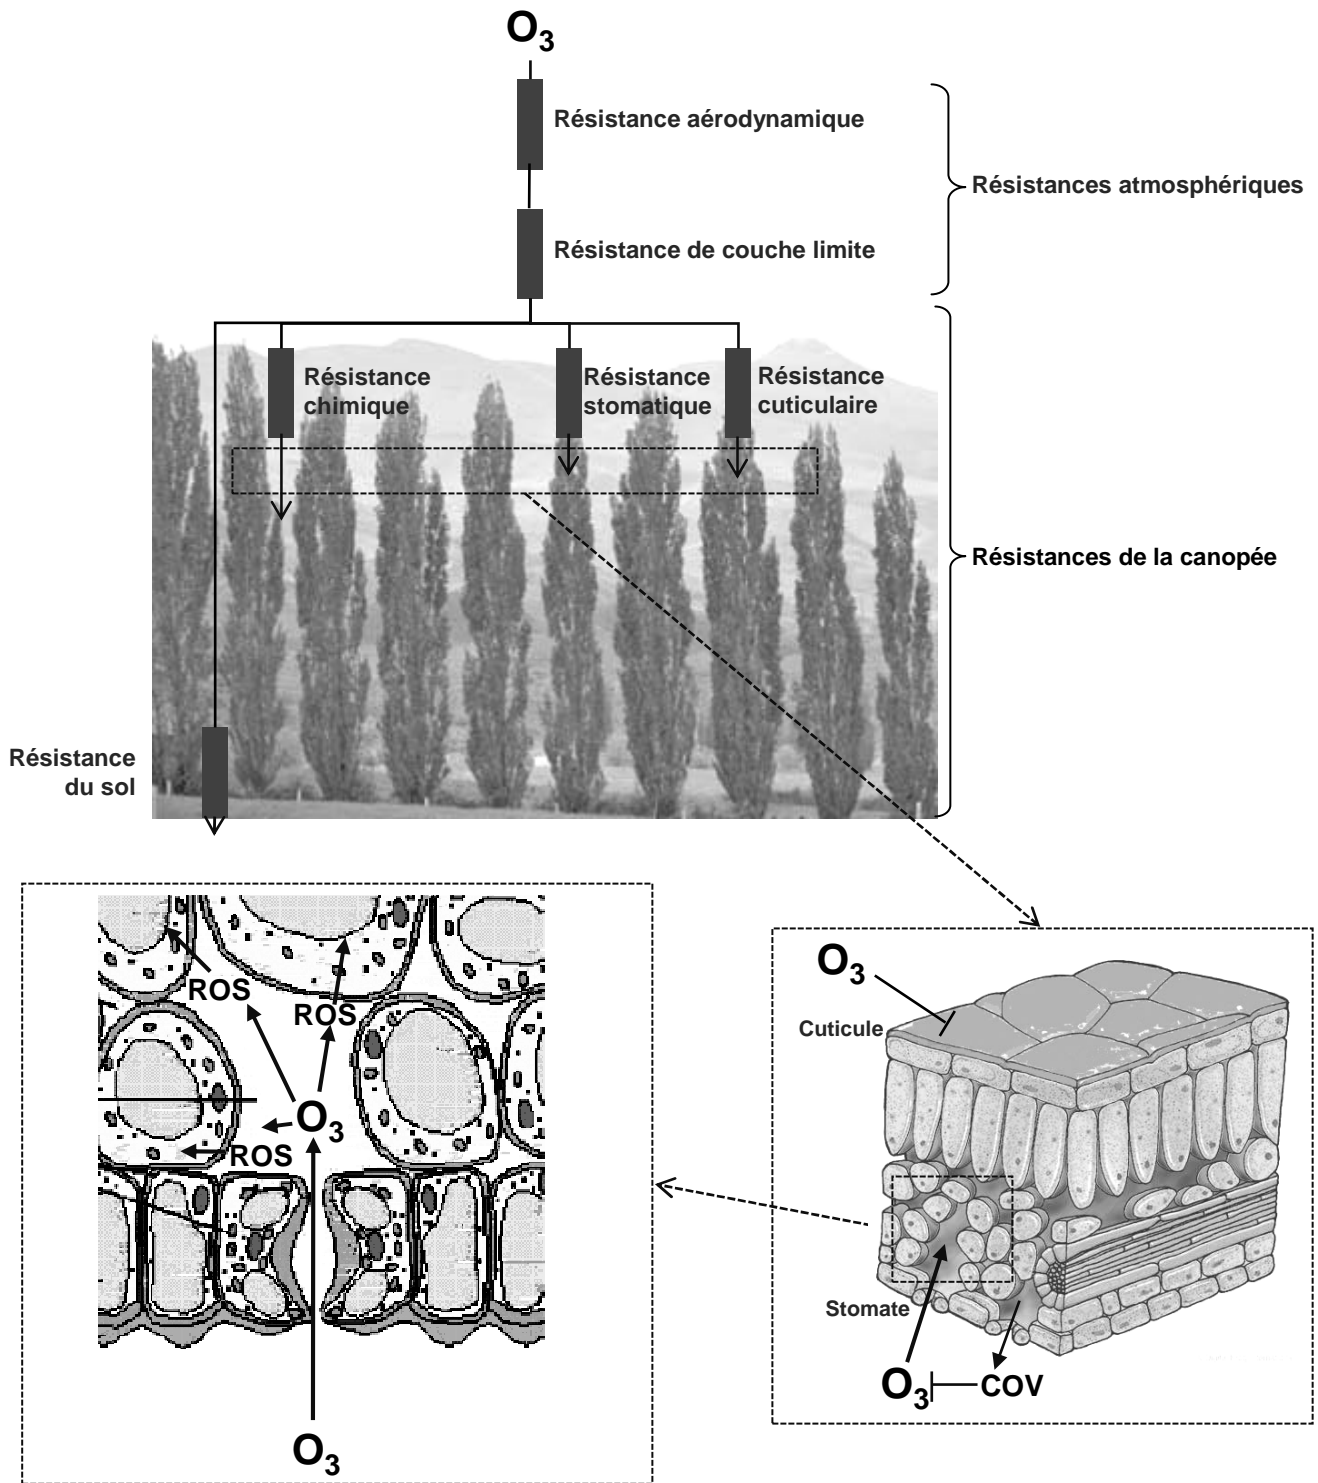 O3
Résistance aérodynamique
Résistances atmosphériques
Résistance de couche limite
Résistance
chimique
Résistance
stomatique
Résistance
cuticulaire
Résistances de la canopée
Résistance
du sol
ROS
ROS
O3
ROS
O3
O3
Cuticule
Stomate
O3
COV